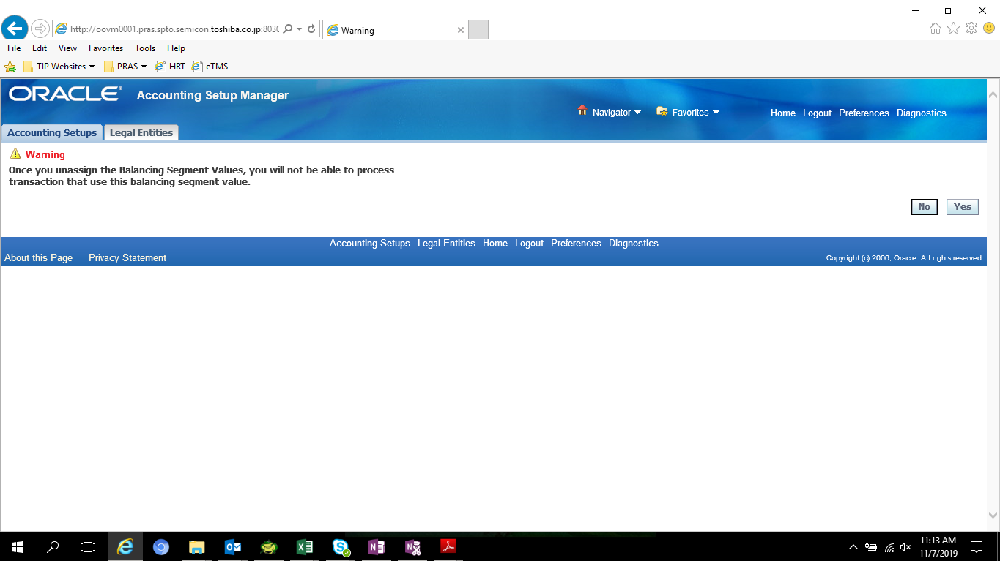 http://oovm0001.pras.spto.semicon.toshiba.co.jp:8030
Warning
File Edit View Favorites Tools Help
TIP Websites PRAS HRT eTMS
ORACLE® Accounting Setup Manager
Navigator Favorites Home Logout Preferences Diagnostics
Accounting Setups Legal Entities
Warning
Once you unassign the Balancing Segment Values, you will not be able to process
transaction that use this balancing segment value.
No Yes
Accounting Setups Legal Entities Home Logout Preferences Diagnostics
About this Page Privacy Statement Copyright (c) 2006, Oracle. All rights reserved.
11:13 AM
11/7/2019